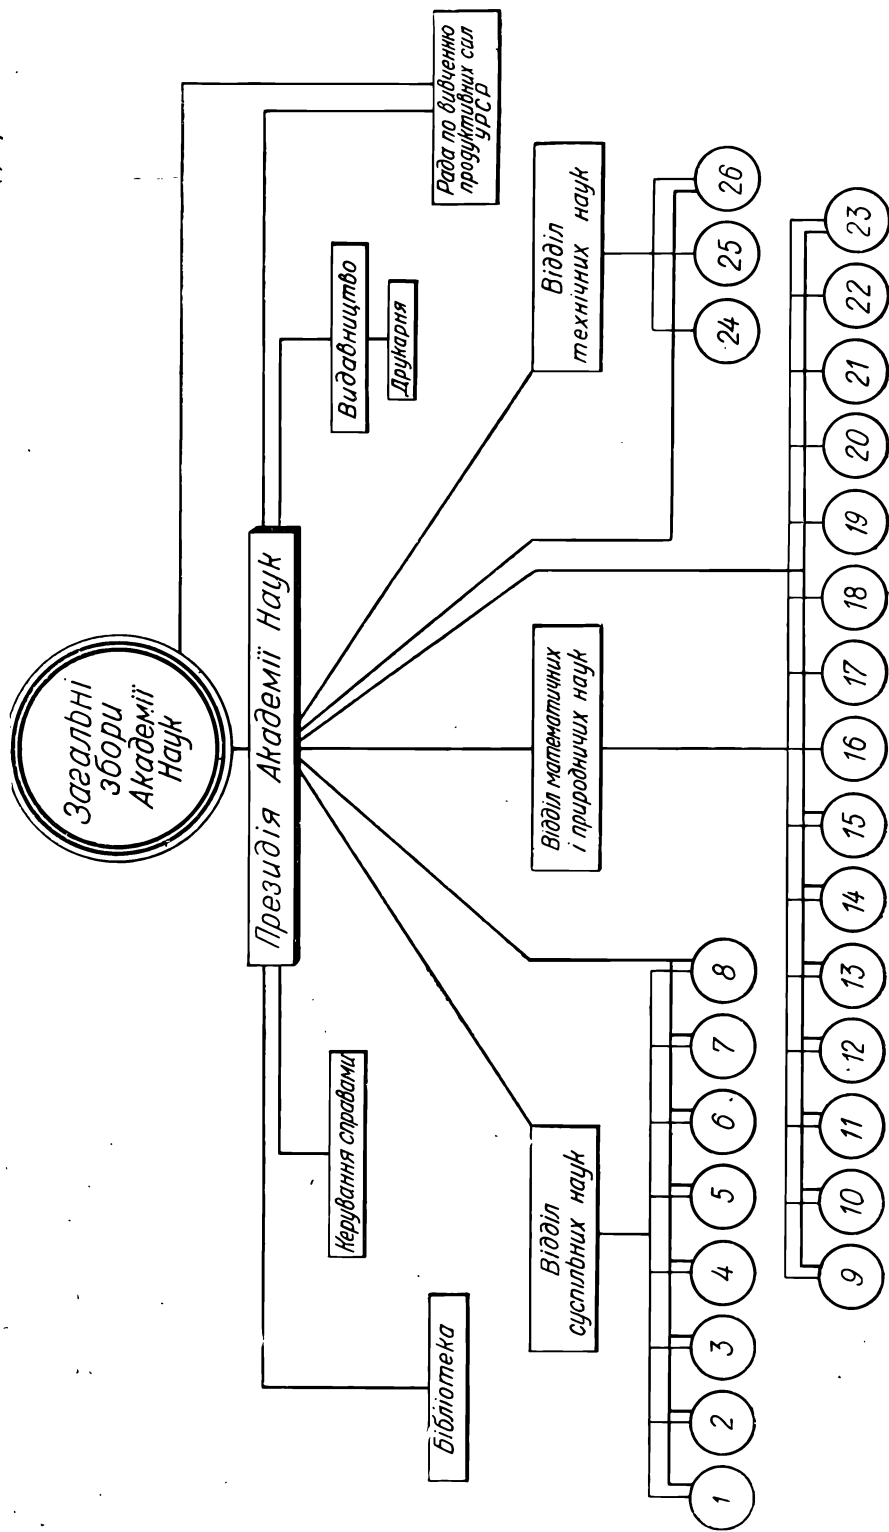 Загальні
збори
Академії
Наук
Президія Академії Наук
Бібліотека
Керування справами
Видавництво
Друкарня
Рада по вивченню
продуктивних сил
УРСР
Відділ
суспільних наук
Відділ математичних
і природничих наук
Відділ
технічних наук
1
2
3
4
5
6
7
8
24
25
26
9
10
11
12
13
14
15
16
17
18
19
20
21
22
23